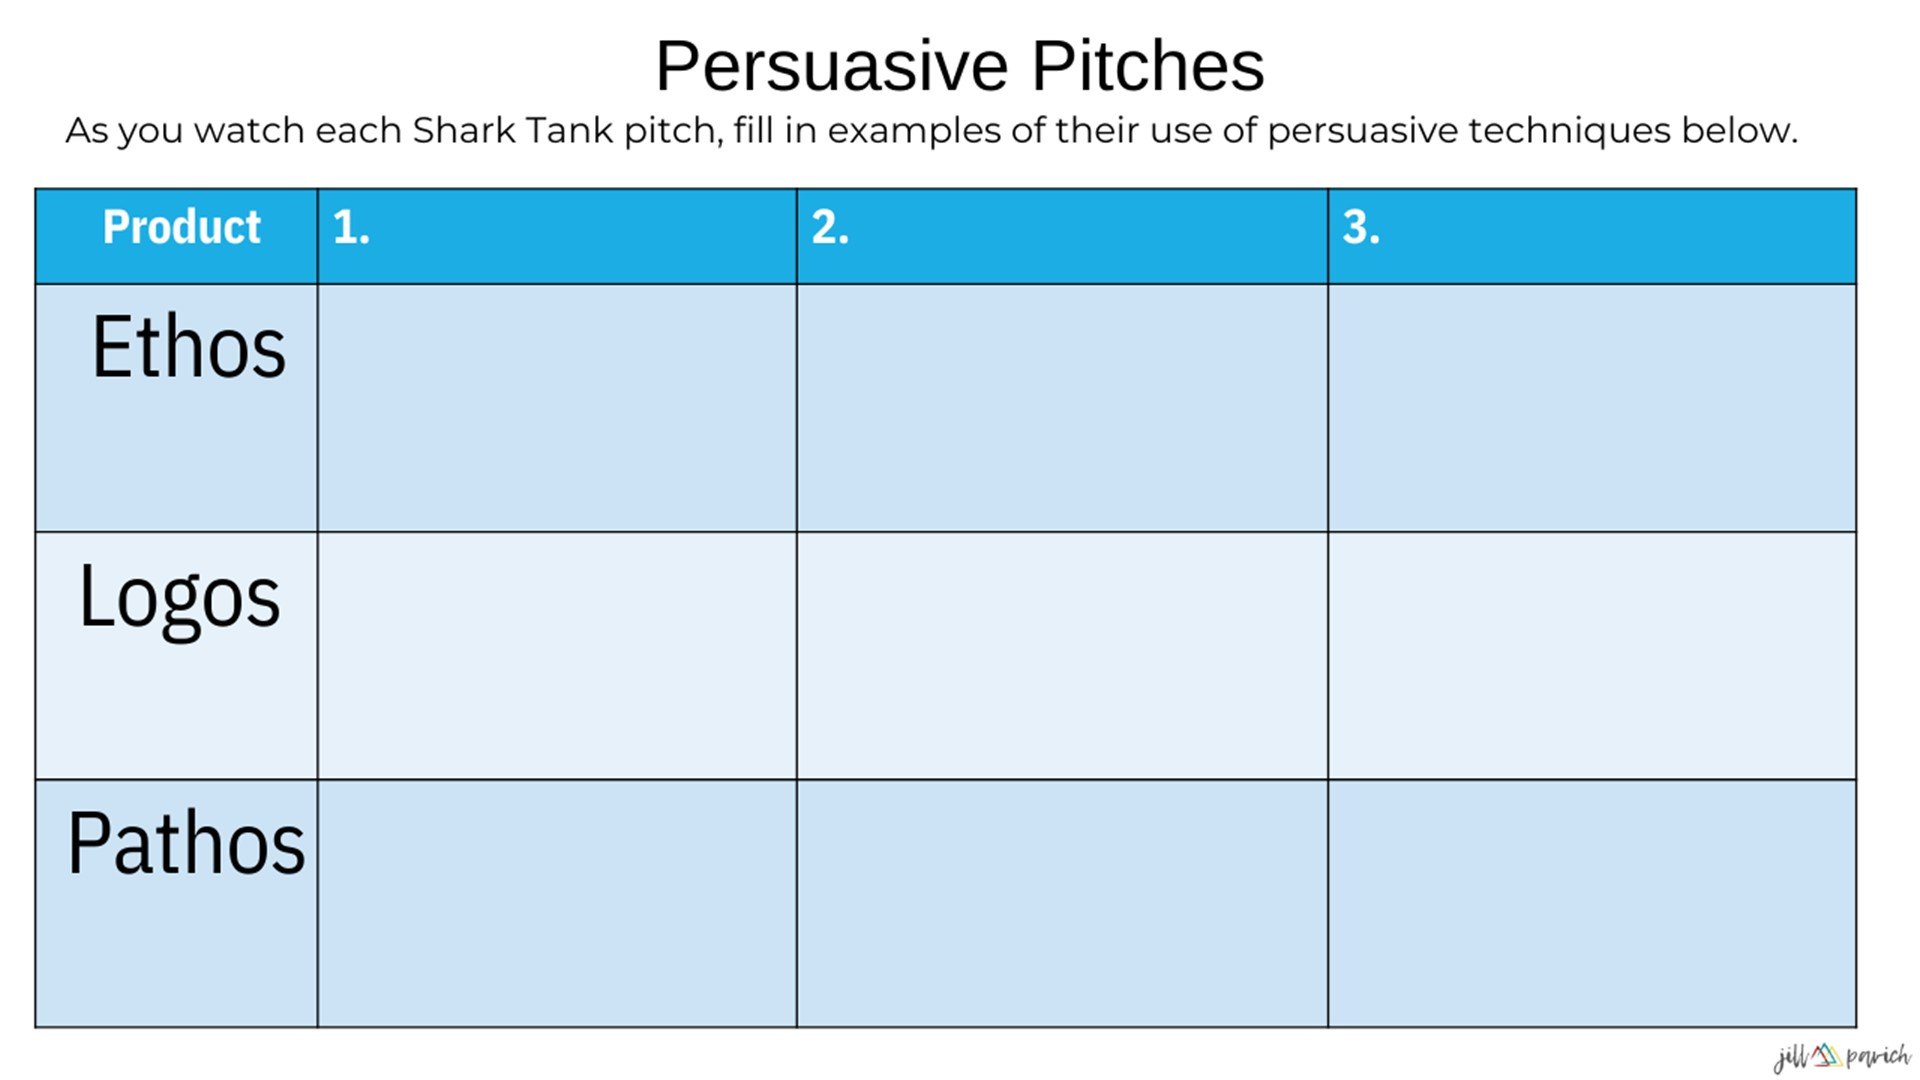 Persuasive Pitches
As you watch each Shark Tank pitch, fill in examples of their use of persuasive techniques below.
Product 1. 2. 3.
Ethos
Logos
Pathos
jill pavich